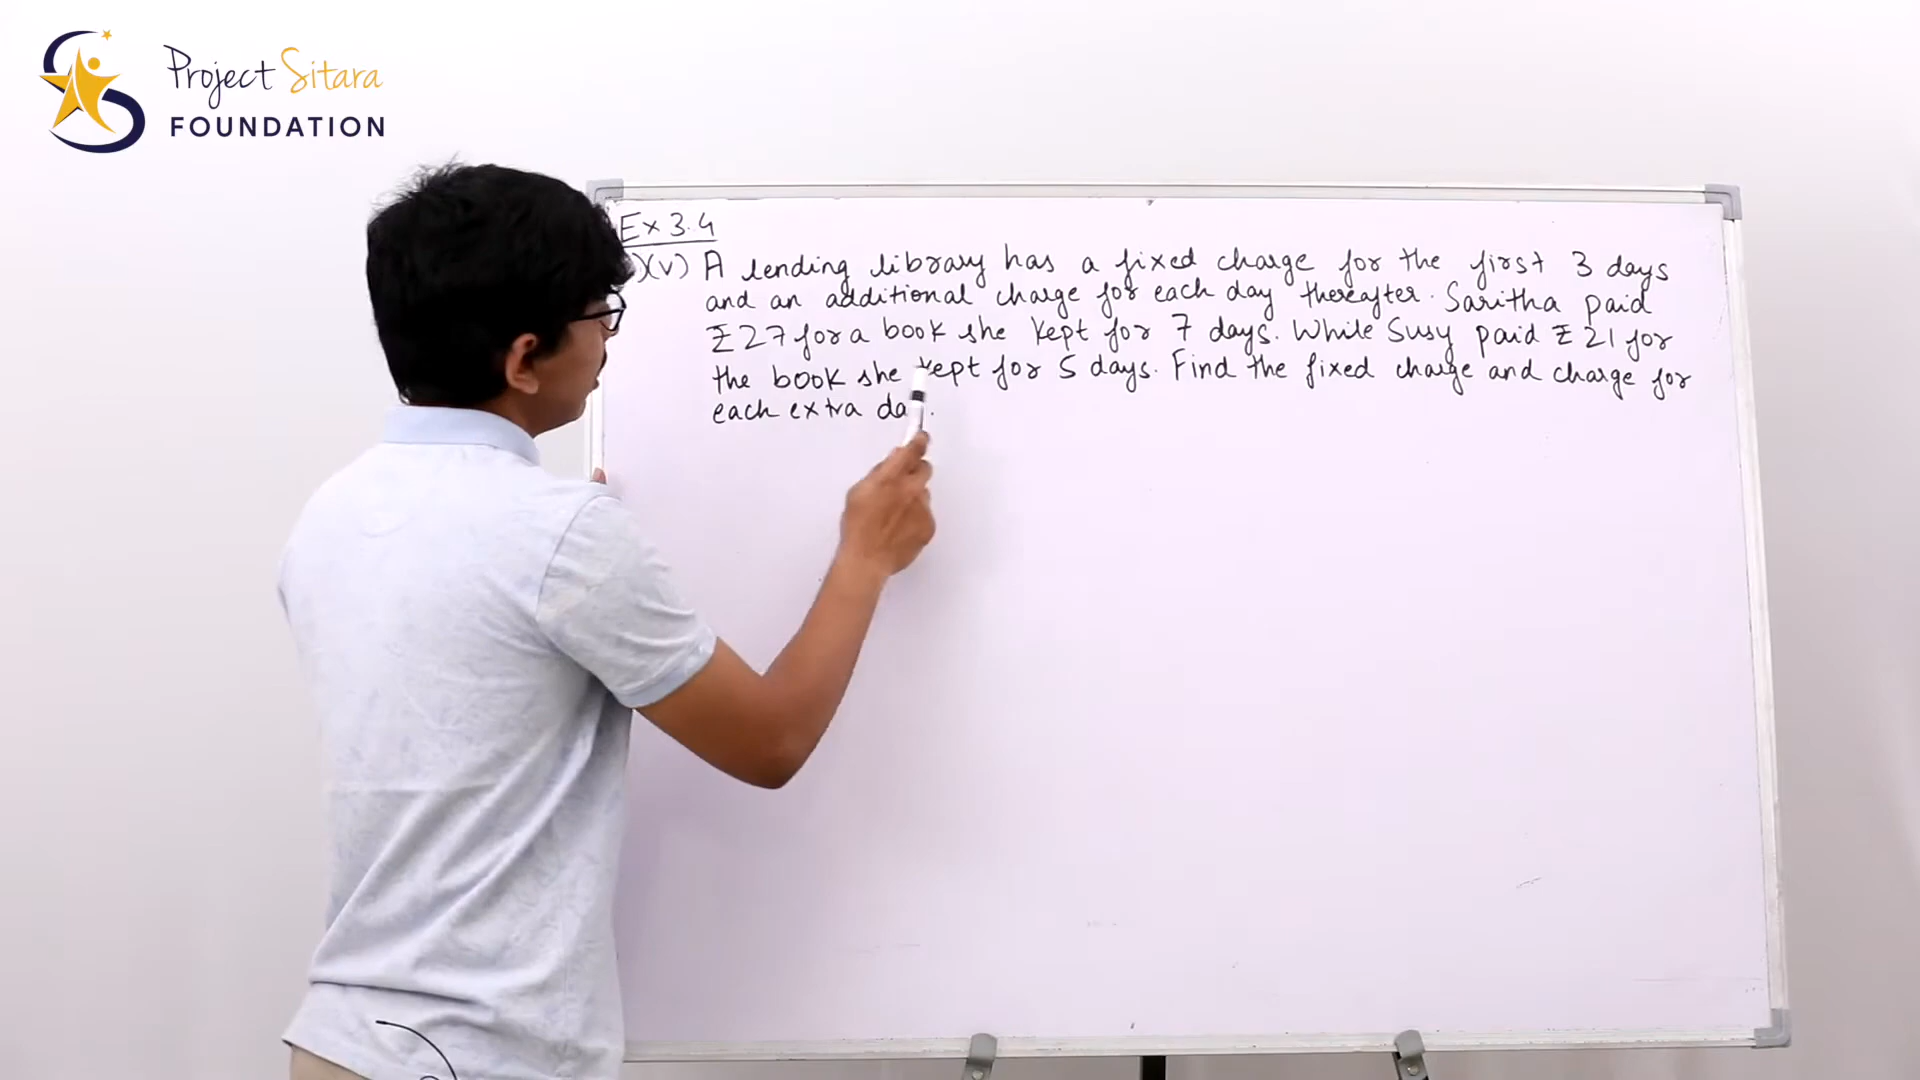 Project Sitara
FOUNDATION
Ex 3.4
)(v) A lending library has a fixed charge for the first 3 days
and an additional charge for each day thereafter. Saritha paid
₹27 for a book she kept for 7 days. While Susy paid ₹21 for
the book she kept for 5 days. Find the fixed charge and charge for
each extra da .